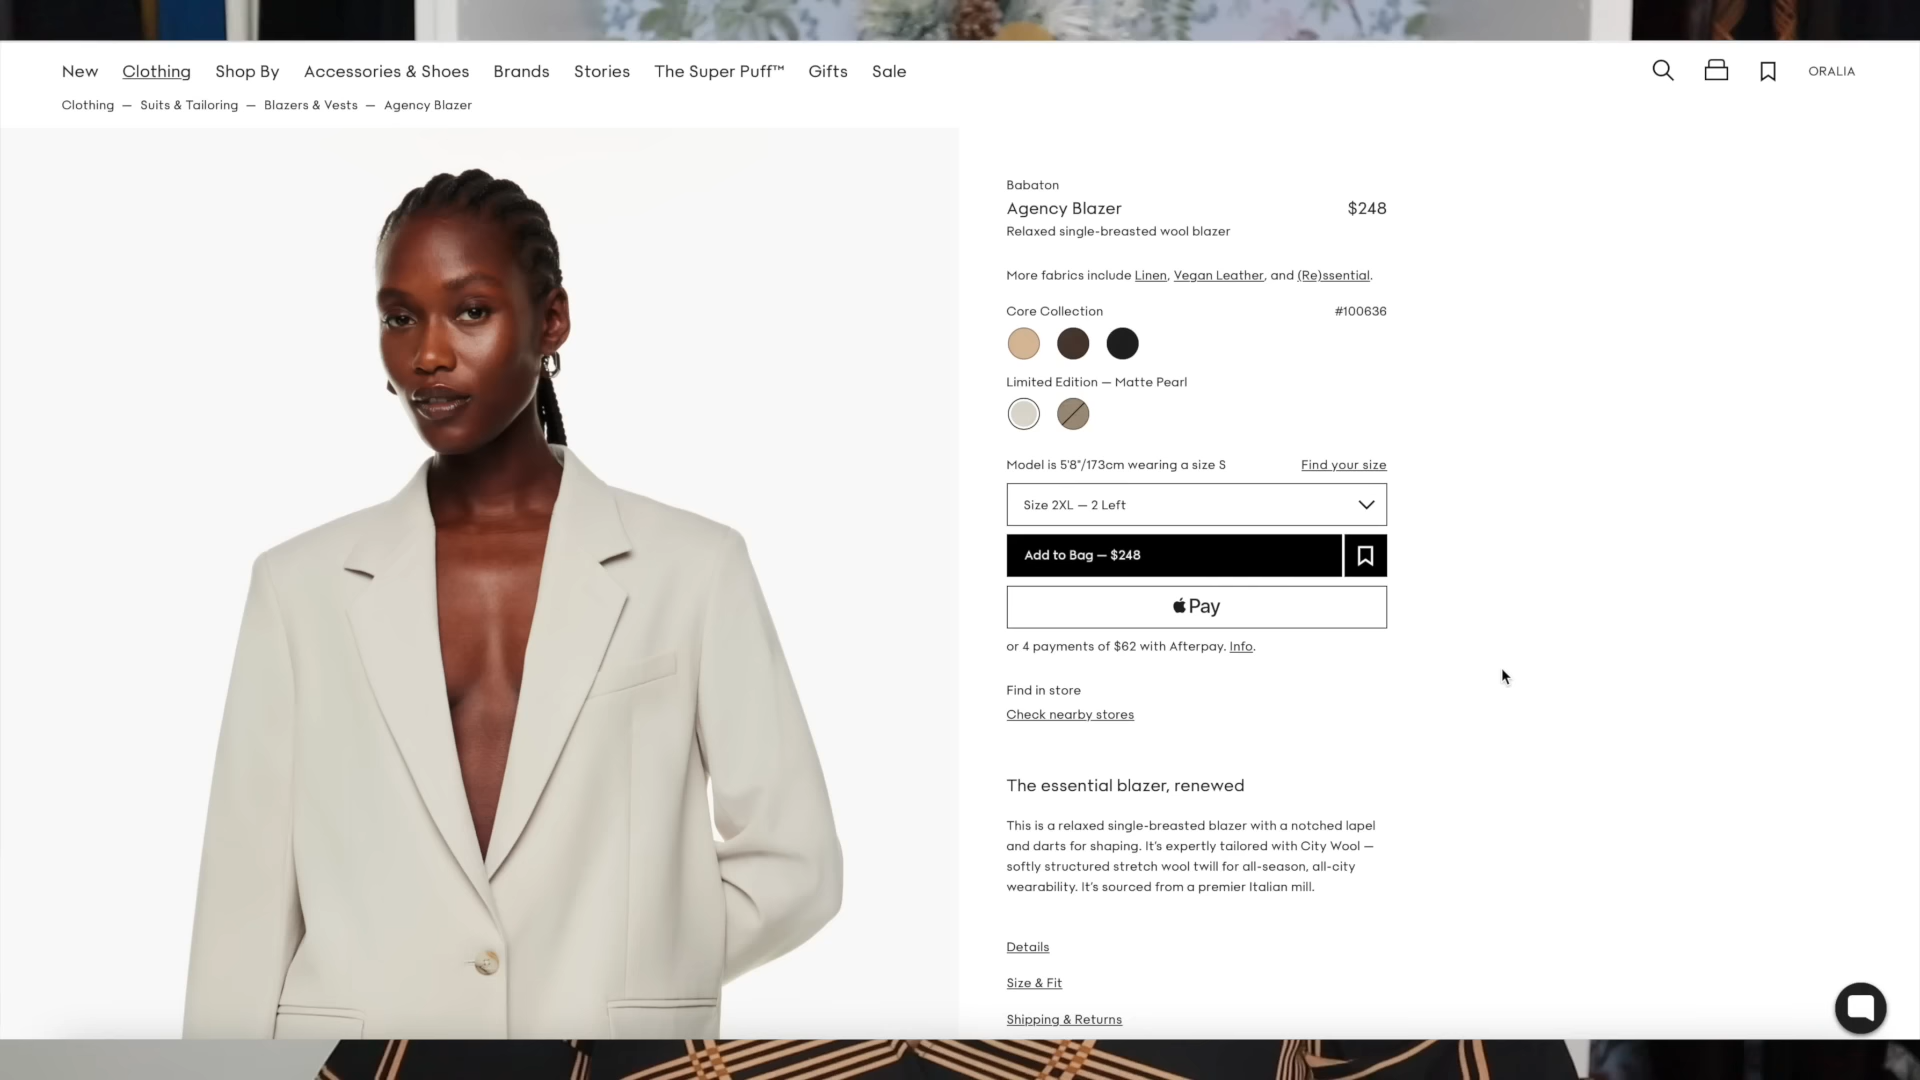 New Clothing Shop By Accessories & Shoes Brands Stories The Super Puff™ Gifts Sale ORALIA
Clothing — Suits & Tailoring — Blazers & Vests — Agency Blazer
Babaton
Agency Blazer $248
Relaxed single-breasted wool blazer
More fabrics include Linen, Vegan Leather, and (Re)ssential.
Core Collection #100636
Limited Edition — Matte Pearl
Model is 5'8"/173cm wearing a size S Find your size
Size 2XL — 2 Left
Add to Bag — $248
Pay
or 4 payments of $62 with Afterpay. Info.
Find in store
Check nearby stores
The essential blazer, renewed
This is a relaxed single-breasted blazer with a notched lapel
and darts for shaping. It's expertly tailored with City Wool —
softly structured stretch wool twill for all-season, all-city
wearability. It's sourced from a premier Italian mill.
Details
Size & Fit
Shipping & Returns